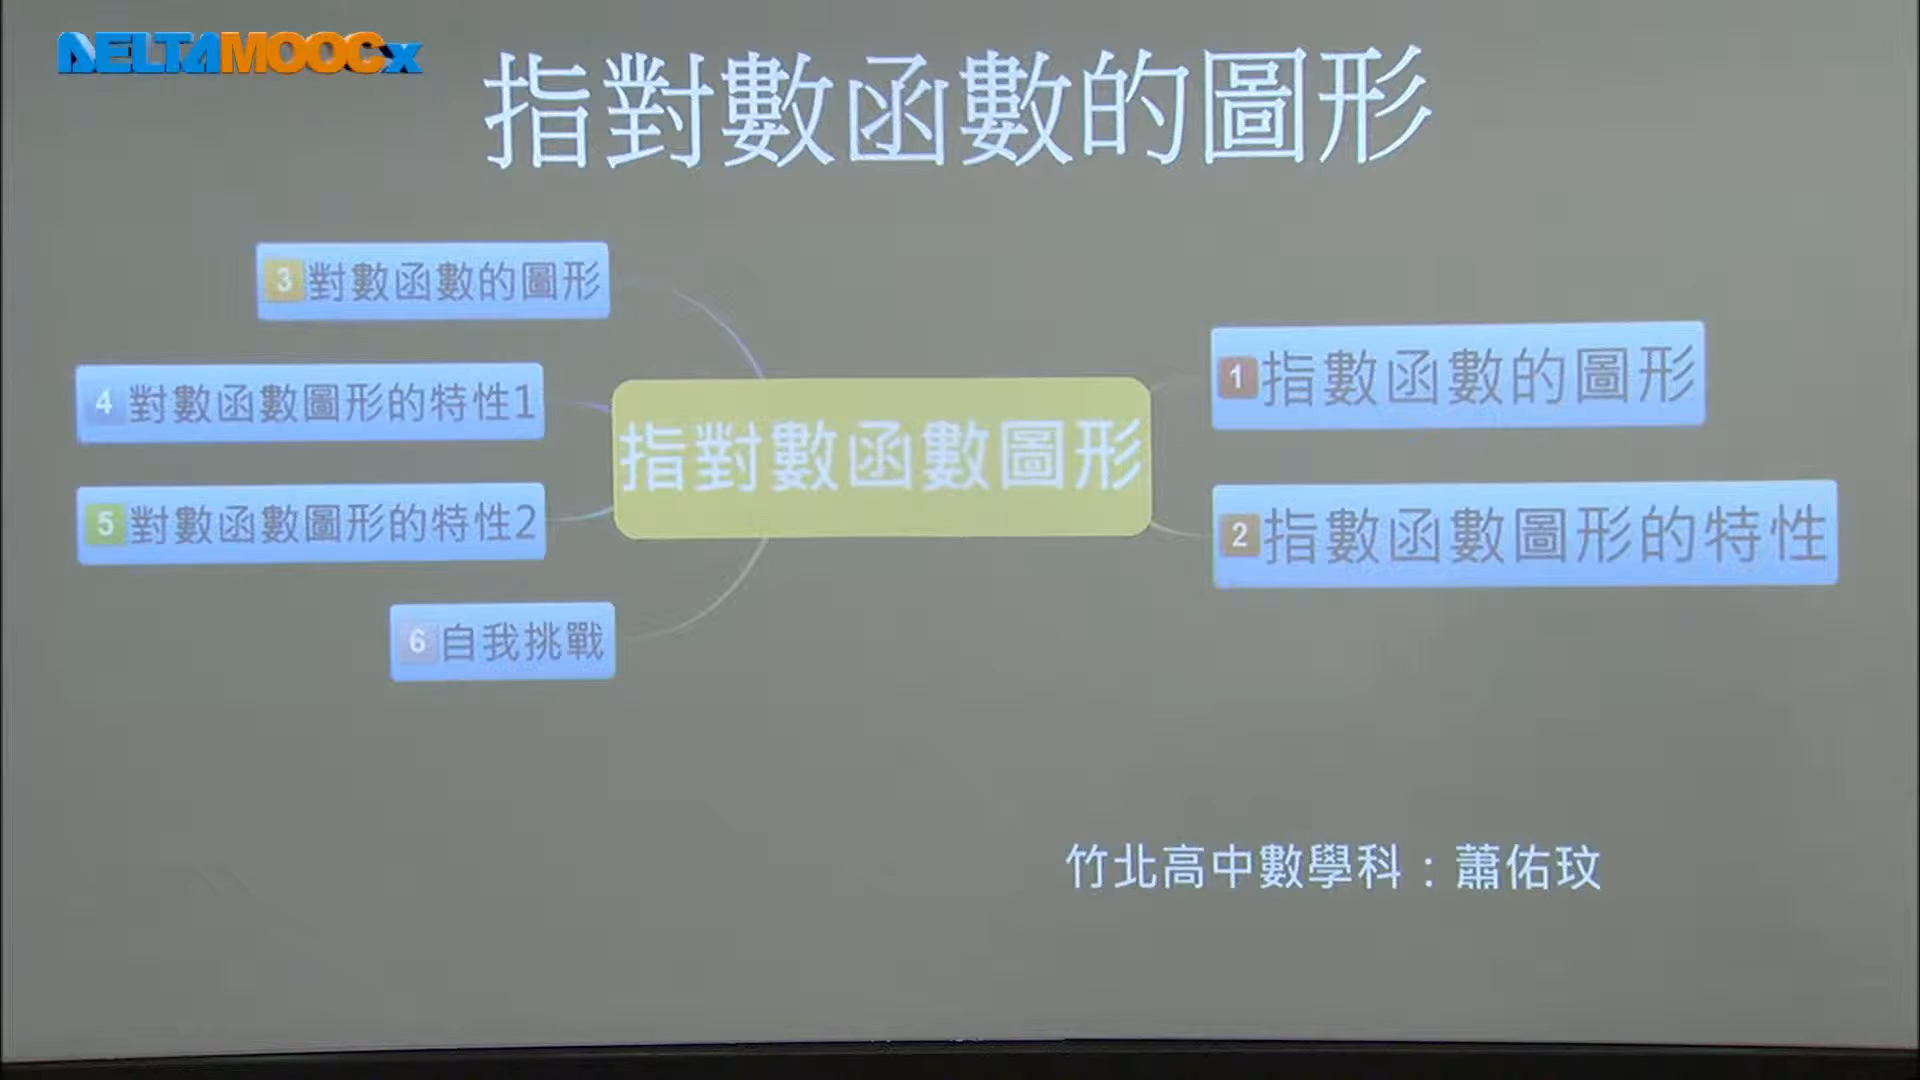 DELTAMOOCx
指對數函數的圖形
3 對數函數的圖形
4 對數函數圖形的特性1
5 對數函數圖形的特性2
6 自我挑戰
指對數函數圖形
1 指數函數的圖形
2 指數函數圖形的特性
竹北高中數學科：蕭佑玟